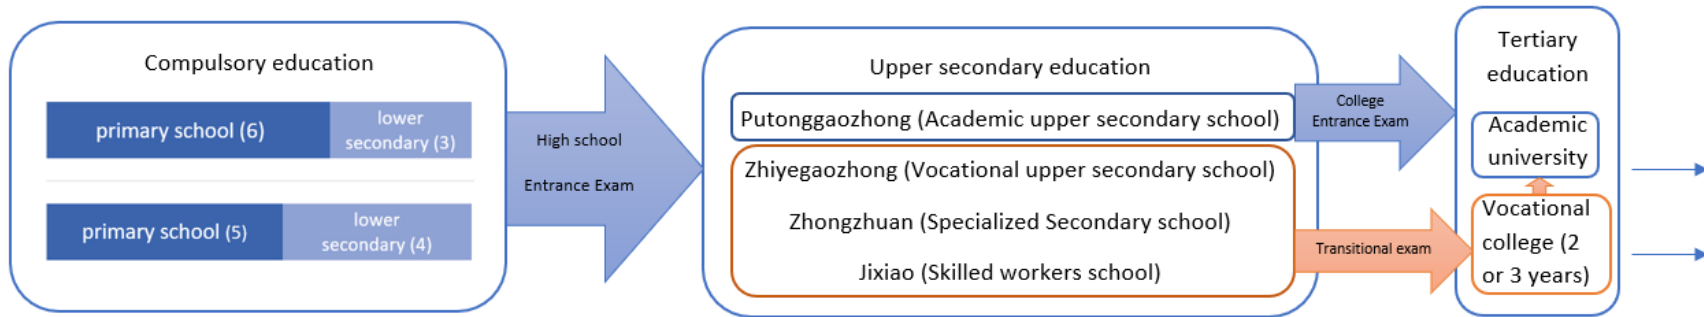 Compulsory education
primary school (6)
lower
secondary (3)
primary school (5)
lower
secondary (4)
High school
Entrance Exam
Upper secondary education
Putonggaozhong (Academic upper secondary school)
Zhiyegaozhong (Vocational upper secondary school)
Zhongzhuan (Specialized Secondary school)
Jixiao (Skilled workers school)
College
Entrance Exam
Transitional exam
Tertiary
education
Academic
university
Vocational
college (2
or 3 years)